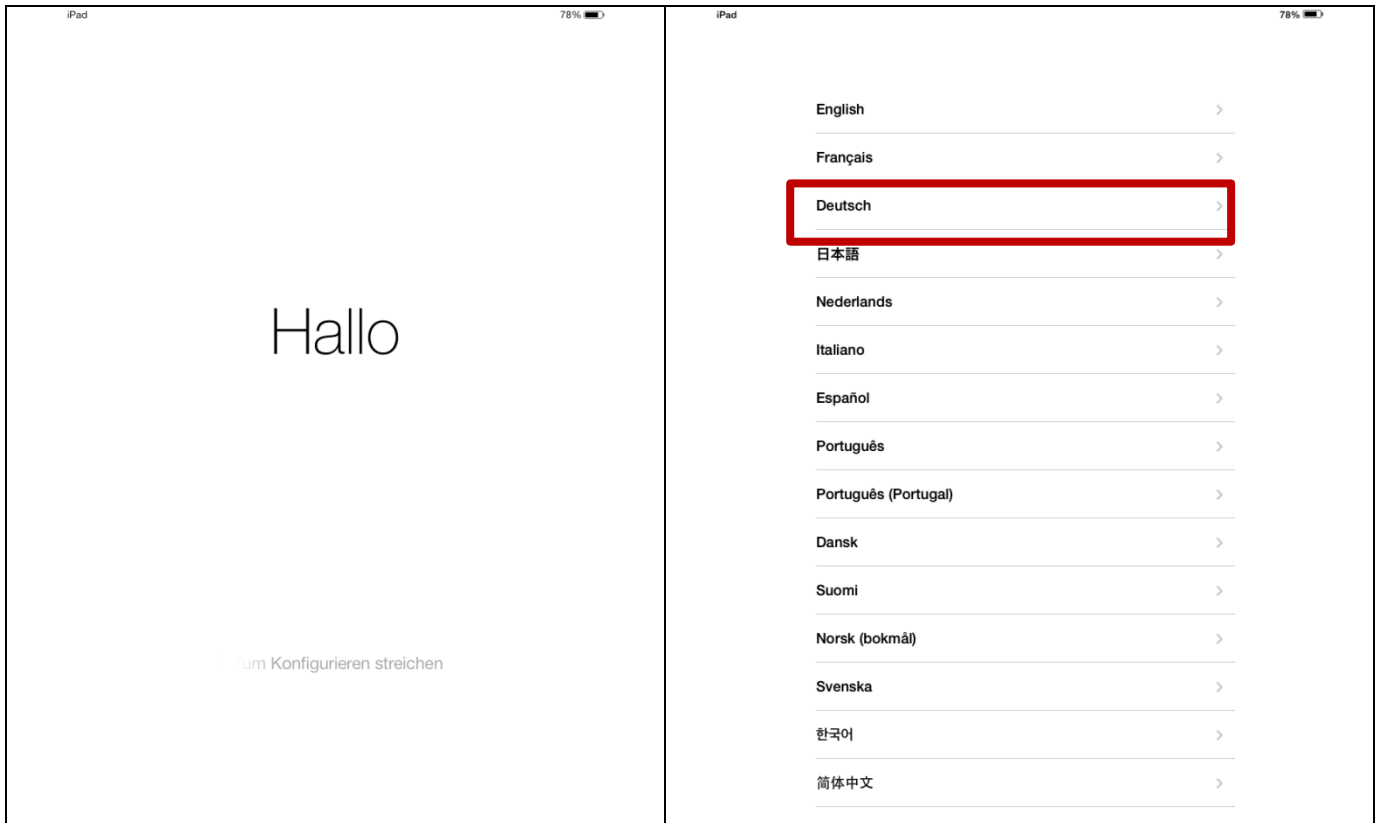 iPad 78%
Hallo
Zum Konfigurieren streichen
iPad 78%
English
Français
Deutsch
日本語
Nederlands
Italiano
Español
Português
Português (Portugal)
Dansk
Suomi
Norsk (bokmål)
Svenska
한국어
简体中文